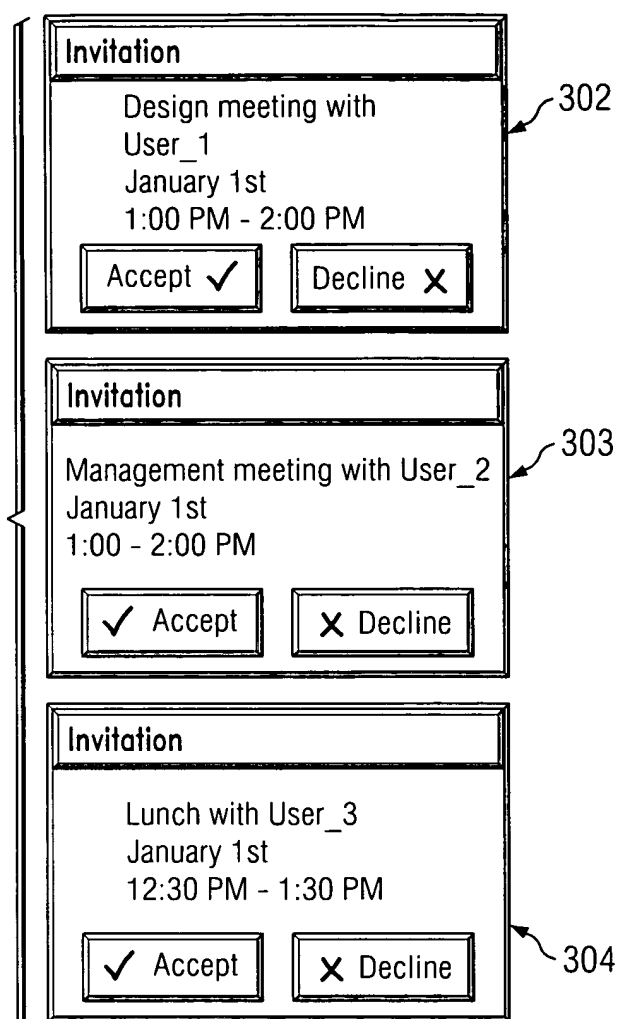 Invitation
Design meeting with
User_1
January 1st
1:00 PM - 2:00 PM
Accept ✓ Decline X
302
Invitation
Management meeting with User_2
January 1st
1:00 - 2:00 PM
✓ Accept X Decline
303
Invitation
Lunch with User_3
January 1st
12:30 PM - 1:30 PM
✓ Accept X Decline
304